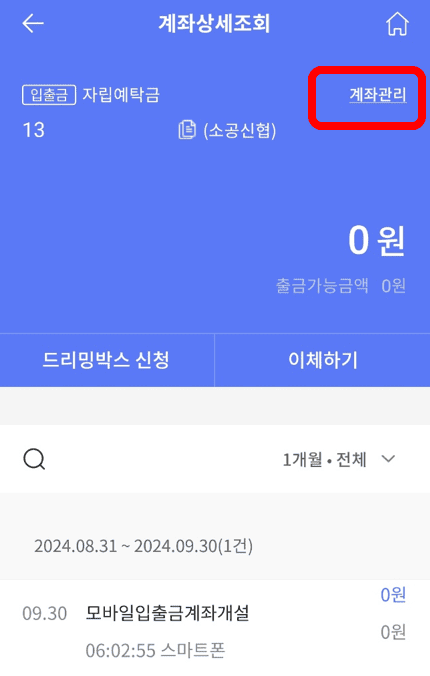 계좌상세조회
입출금 자립예탁금 계좌관리
13 (소공신협)
0 원
출금가능금액 0원
드리밍박스 신청 이체하기
1개월 • 전체
2024.08.31 ~ 2024.09.30(1건)
0원
09.30 모바일입출금계좌개설
0원
06:02:55 스마트폰